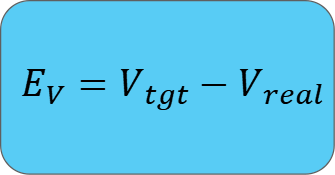 E_V = V_tgt − V_real